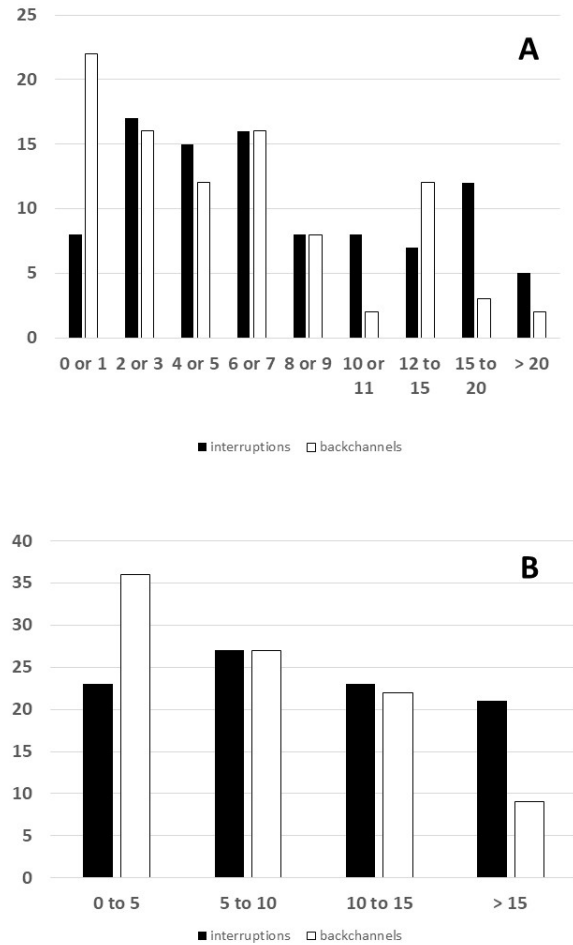 25
A
20
15
10
5
0
0 or 1 2 or 3 4 or 5 6 or 7 8 or 9 10 or 12 to 15 to > 20
11 15 20
interruptions backchannels
40
B
35
30
25
20
15
10
5
0
0 to 5 5 to 10 10 to 15 > 15
interruptions backchannels